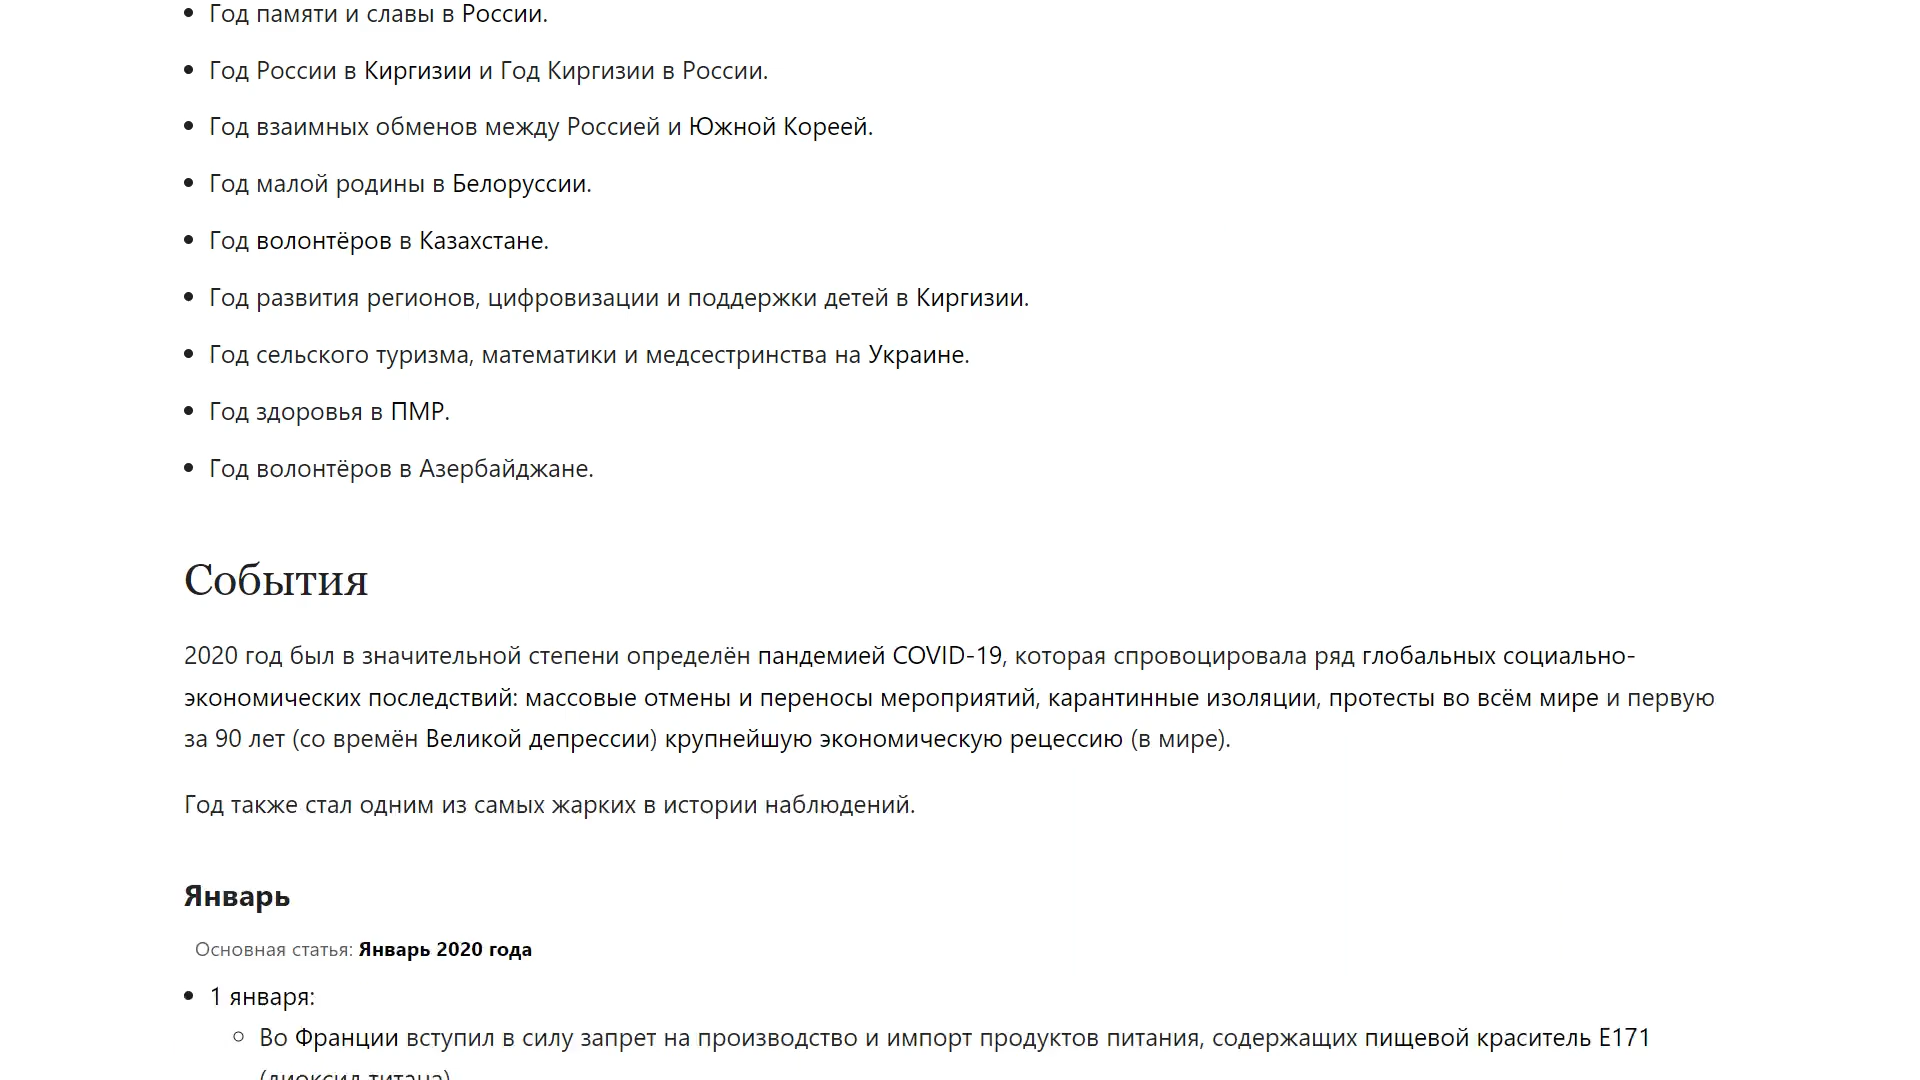 Год памяти и славы в России.
Год России в Киргизии и Год Киргизии в России.
Год взаимных обменов между Россией и Южной Кореей.
Год малой родины в Белоруссии.
Год волонтёров в Казахстане.
Год развития регионов, цифровизации и поддержки детей в Киргизии.
Год сельского туризма, математики и медсестринства на Украине.
Год здоровья в ПМР.
Год волонтёров в Азербайджане.
События
2020 год был в значительной степени определён пандемией COVID-19, которая спровоцировала ряд глобальных социально-
экономических последствий: массовые отмены и переносы мероприятий, карантинные изоляции, протесты во всём мире и первую
за 90 лет (со времён Великой депрессии) крупнейшую экономическую рецессию (в мире).
Год также стал одним из самых жарких в истории наблюдений.
Январь
Основная статья: Январь 2020 года
1 января:
Во Франции вступил в силу запрет на производство и импорт продуктов питания, содержащих пищевой краситель E171
(диоксид титана)